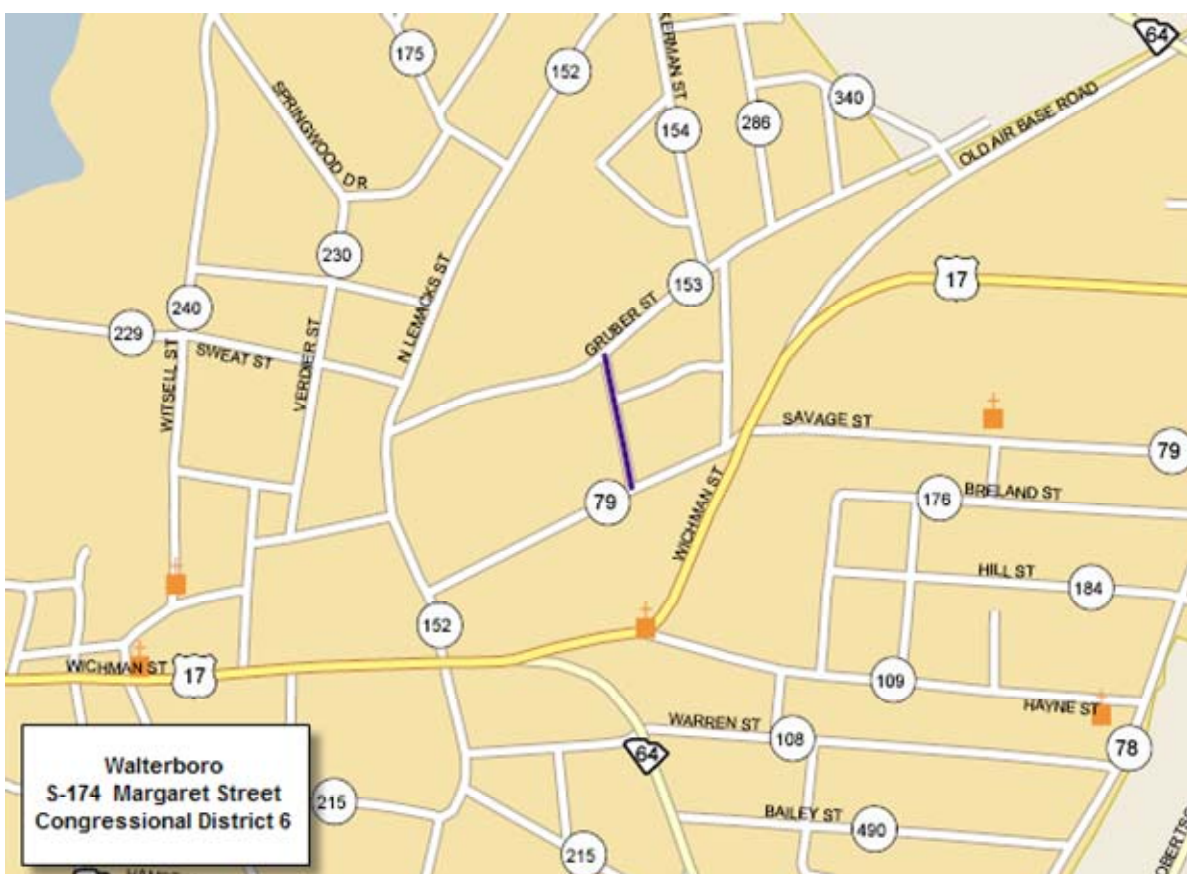 64
175
152
KERMAN ST
340
SPRINGWOOD DR
154
286
OLD AIR BASE ROAD
230
N LEMACKS ST
153
17
240
GRUBER ST
229
SWEAT ST
VERDIER ST
WITSELL ST
SAVAGE ST
79
79
176
BRELAND ST
WICHMAN ST
HILL ST
184
152
WICHMAN ST
17
109
HAYNE ST
WARREN ST
108
64
78
Walterboro
S-174 Margaret Street
Congressional District 6
215
BAILEY ST
490
215